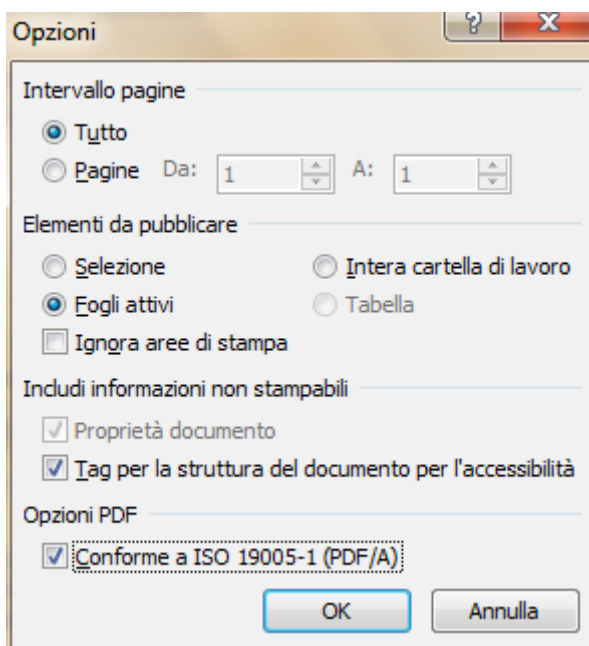 Opzioni
Intervallo pagine
Tutto
Pagine Da: 1 A: 1
Elementi da pubblicare
Selezione Intera cartella di lavoro
Fogli attivi Tabella
Ignora aree di stampa
Includi informazioni non stampabili
Proprietà documento
Tag per la struttura del documento per l'accessibilità
Opzioni PDF
Conforme a ISO 19005-1 (PDF/A)
OK Annulla